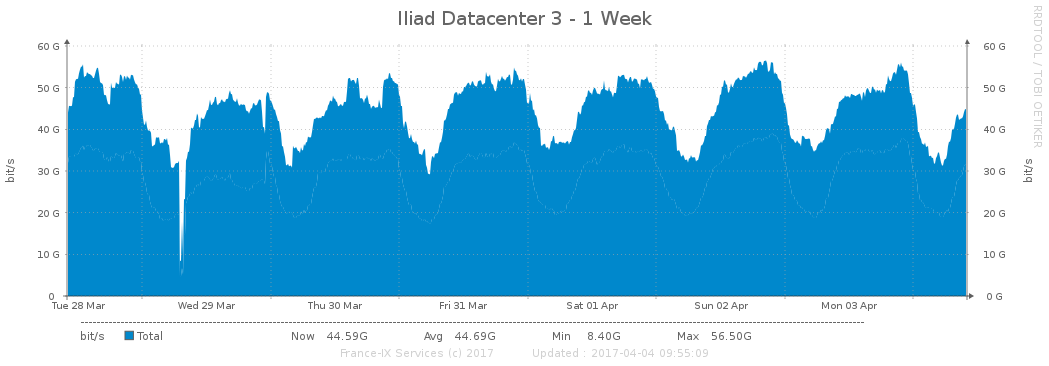 Iliad Datacenter 3 - 1 Week
RRDTOOL / TOBI OETIKER
60 G 60 G
50 G 50 G
40 G 40 G
30 G 30 G
20 G 20 G
10 G 10 G
0 0 G
bit/s bit/s
Tue 28 Mar Wed 29 Mar Thu 30 Mar Fri 31 Mar Sat 01 Apr Sun 02 Apr Mon 03 Apr
bit/s Total Now 44.59G Avg 44.69G Min 8.40G Max 56.50G
France-IX Services (c) 2017 Updated : 2017-04-04 09:55:09